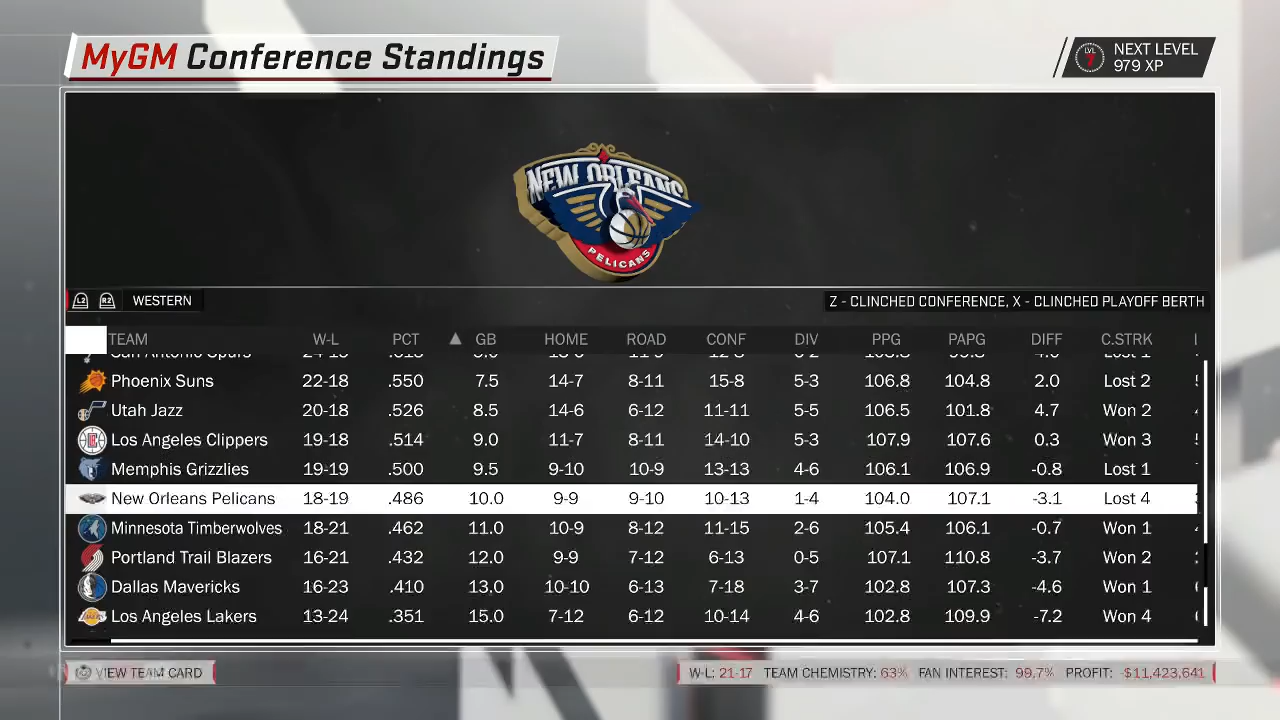 MyGM Conference Standings
LVL 7 NEXT LEVEL
979 XP
NEW ORLEANS
PELICANS
L2 R2 WESTERN Z - CLINCHED CONFERENCE, X - CLINCHED PLAYOFF BERTH
TEAM W-L PCT GB HOME ROAD CONF DIV PPG PAPG DIFF C.STRK
San Antonio Spurs Lost 1
Phoenix Suns 22-18 .550 7.5 14-7 8-11 15-8 5-3 106.8 104.8 2.0 Lost 2
Utah Jazz 20-18 .526 8.5 14-6 6-12 11-11 5-5 106.5 101.8 4.7 Won 2
Los Angeles Clippers 19-18 .514 9.0 11-7 8-11 14-10 5-3 107.9 107.6 0.3 Won 3
Memphis Grizzlies 19-19 .500 9.5 9-10 10-9 13-13 4-6 106.1 106.9 -0.8 Lost 1
New Orleans Pelicans 18-19 .486 10.0 9-9 9-10 10-13 1-4 104.0 107.1 -3.1 Lost 4
Minnesota Timberwolves 18-21 .462 11.0 10-9 8-12 11-15 2-6 105.4 106.1 -0.7 Won 1
Portland Trail Blazers 16-21 .432 12.0 9-9 7-12 6-13 0-5 107.1 110.8 -3.7 Won 2
Dallas Mavericks 16-23 .410 13.0 10-10 6-13 7-18 3-7 102.8 107.3 -4.6 Won 1
Los Angeles Lakers 13-24 .351 15.0 7-12 6-12 10-14 4-6 102.8 109.9 -7.2 Won 4
VIEW TEAM CARD W-L: 21-17 TEAM CHEMISTRY: 63% FAN INTEREST: 99.7% PROFIT: -$11,423,641